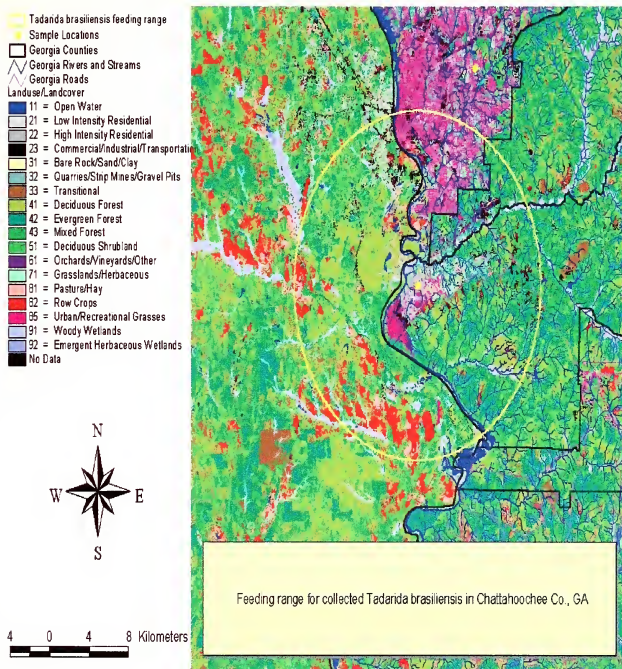 Tadarida brasiliensis feeding range
Sample Locations
Georgia Counties
Georgia Rivers and Streams
Georgia Roads
Landuse/Landcover
11 = Open Water
21 = Low Intensity Residential
22 = High Intensity Residential
23 = Commercial/Industrial/Transportatio
31 = Bare Rock/Sand/Clay
32 = Quarries/Strip Mines/Gravel Pits
33 = Transitional
41 = Deciduous Forest
42 = Evergreen Forest
43 = Mixed Forest
51 = Deciduous Shrubland
61 = Orchards/Vineyards/Other
71 = Grasslands/Herbaceous
81 = Pasture/Hay
82 = Row Crops
85 = Urban/Recreational Grasses
91 = Woody Wetlands
92 = Emergent Herbaceous Wetlands
No Data
N
W E
S
Feeding range for collected Tadarida brasiliensis in Chattahoochee Co., GA
4 0 4 8 Kilometers